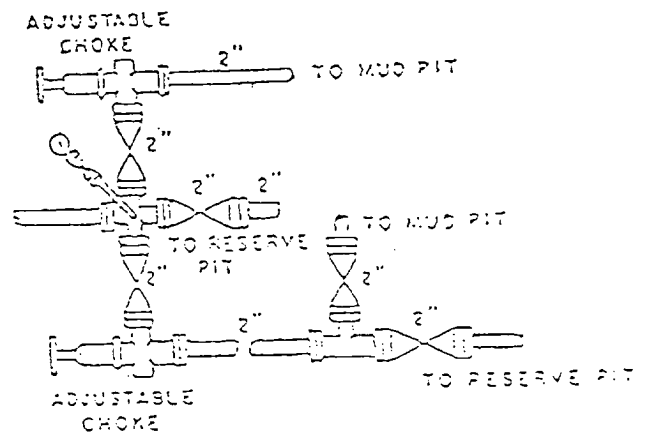 ADJUSTABLE
CHOKE
2"
TO MUD PIT
2"
2"
2"
TO RESERVE
PIT
TO MUD PIT
2"
2"
2"
2"
TO RESERVE PIT
ADJUSTABLE
CHOKE